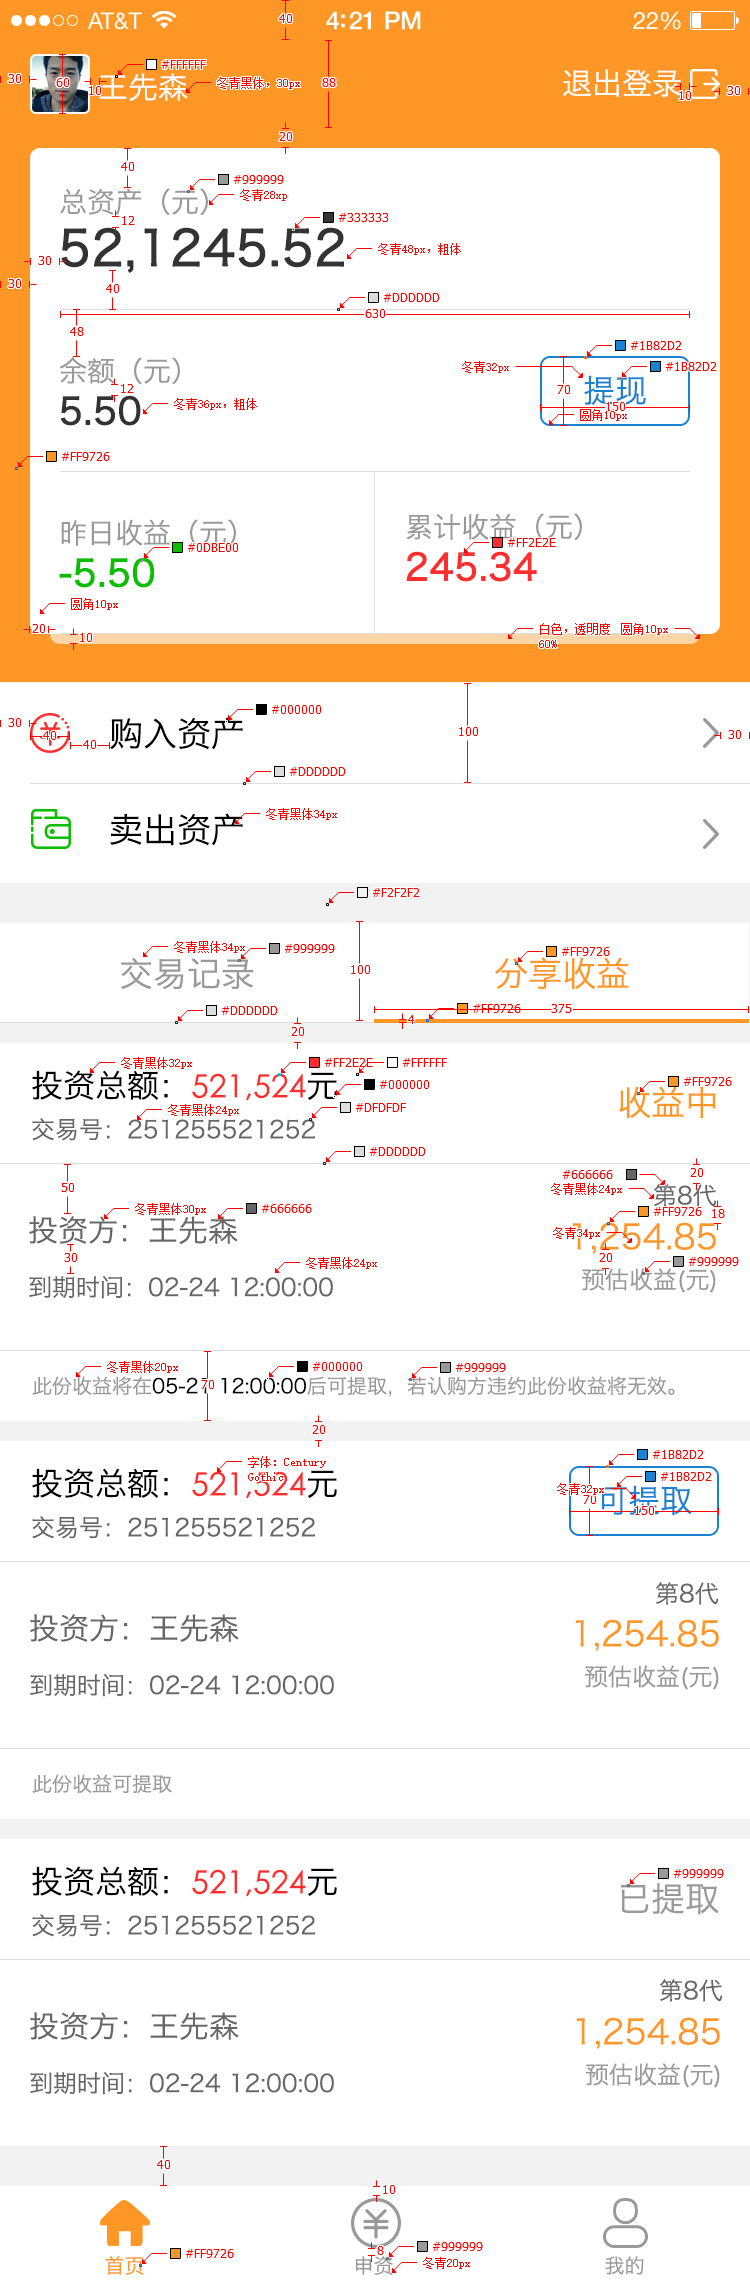 AT&T 4:21 PM 22%
40
#FFFFFF
30 60 10 王先森 冬青黑体，30px 88 退出登录 10 30
20
40
#999999
总资产（元） 冬青28xp
12 #333333
52,1245.52 冬青48px，粗体
30
30 40
#DDDDDD
630
48
#1B82D2
余额（元） 冬青32px #1B82D2
12 70 提现
5.50 冬青36px，粗体 150
圆角10px
#FF9726
昨日收益（元） 累计收益（元）
#0DBE00 #FF2E2E
-5.50 245.34
圆角10px
20 白色，透明度 圆角10px
10 60%
#000000
30 40 40 购入资产 100 30
#DDDDDD
卖出资产 冬青黑体34px
#F2F2F2
冬青黑体34px #999999 #FF9726
交易记录 100 分享收益
#DDDDDD #FF9726 375
4
20
冬青黑体32px #FF2E2E #FFFFFF
投资总额：521,524元 #000000 #FF9726
冬青黑体24px #DFDFDF 收益中
交易号：251255521252
#DDDDDD
50 #666666 20
冬青黑体24px 第8代
冬青黑体30px #666666 #FF9726 18
投资方：王先森 冬青34px 1,254.85
30 冬青黑体24px 20 #999999
到期时间：02-24 12:00:00 预估收益(元)
冬青黑体20px #000000 #999999
此份收益将在05-2 70 12:00:00后可提取，若认购方违约此份收益将无效。
20
字体：Century Gothic #1B82D2
投资总额：521,524元 #1B82D2
冬青32px 70 可提取
150
交易号：251255521252
第8代
投资方：王先森 1,254.85
到期时间：02-24 12:00:00 预估收益(元)
此份收益可提取
投资总额：521,524元 #999999
已提取
交易号：251255521252
第8代
投资方：王先森 1,254.85
到期时间：02-24 12:00:00 预估收益(元)
40
10
#FF9726 8 #999999
首页 申资 冬青20px 我的